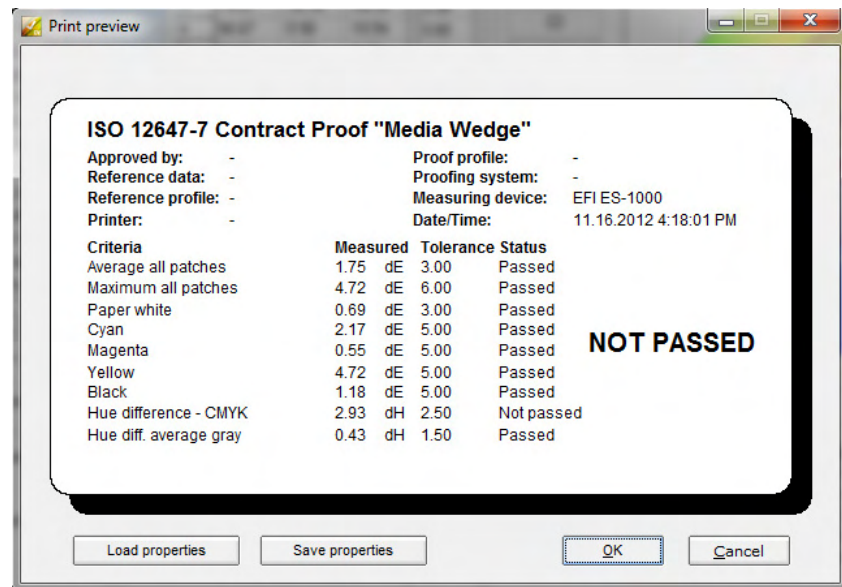 Print preview
ISO 12647-7 Contract Proof "Media Wedge"
Approved by: - Proof profile: -
Reference data: - Proofing system: -
Reference profile: - Measuring device: EFI ES-1000
Printer: - Date/Time: 11.16.2012 4:18:01 PM
Criteria Measured Tolerance Status
Average all patches 1.75 dE 3.00 Passed
Maximum all patches 4.72 dE 6.00 Passed
Paper white 0.69 dE 3.00 Passed
Cyan 2.17 dE 5.00 Passed
Magenta 0.55 dE 5.00 Passed
Yellow 4.72 dE 5.00 Passed
Black 1.18 dE 5.00 Passed
Hue difference - CMYK 2.93 dH 2.50 Not passed
Hue diff. average gray 0.43 dH 1.50 Passed
NOT PASSED
Load properties Save properties OK Cancel